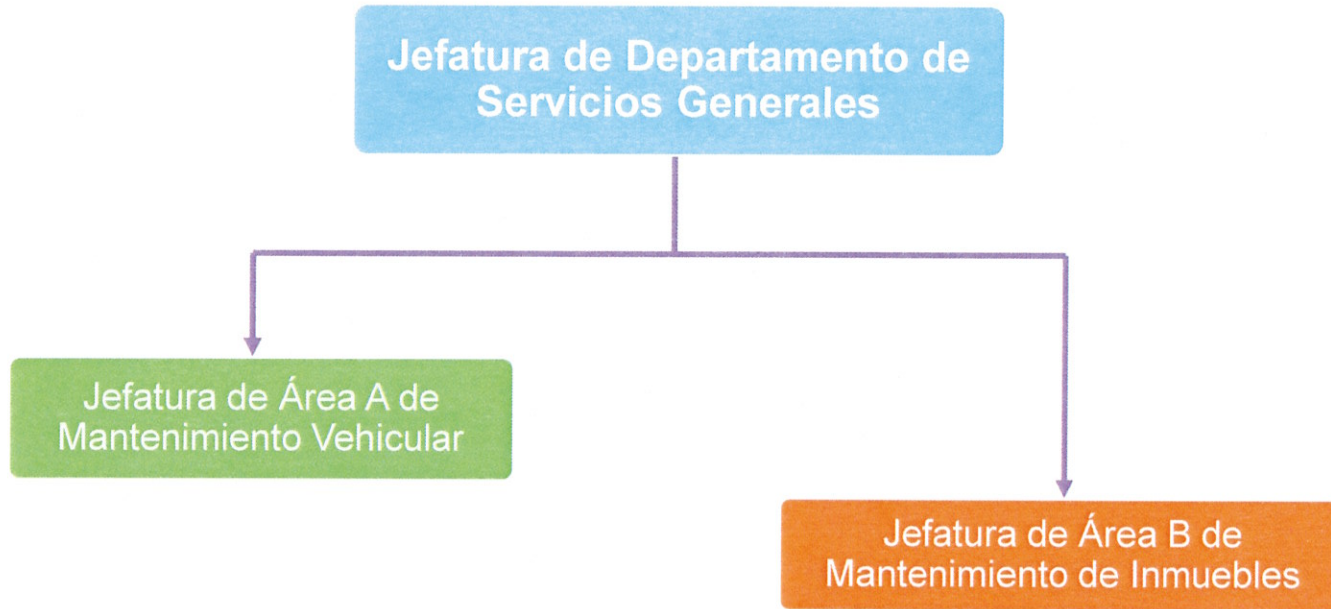 Jefatura de Departamento de
Servicios Generales
Jefatura de Área A de
Mantenimiento Vehicular
Jefatura de Área B de
Mantenimiento de Inmuebles